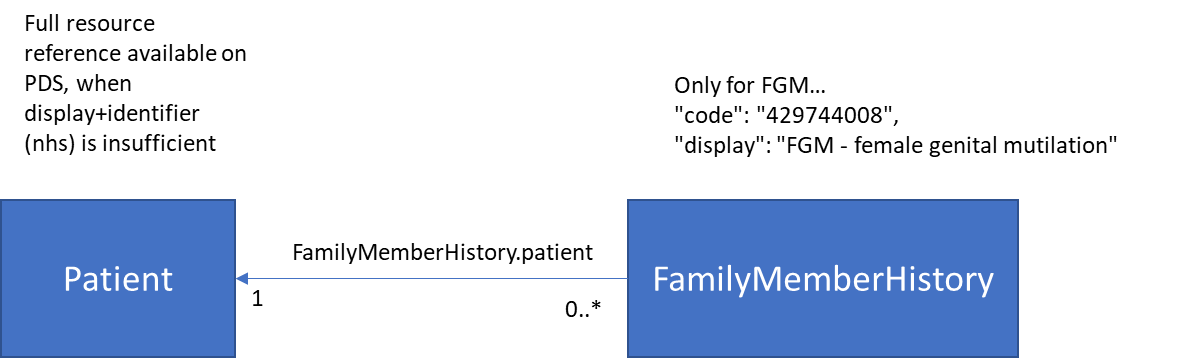 Full resource
reference available on
PDS, when
display+identifier
(nhs) is insufficient
Only for FGM…
"code": "429744008",
"display": "FGM - female genital mutilation"
Patient
FamilyMemberHistory.patient
1
0..*
FamilyMemberHistory